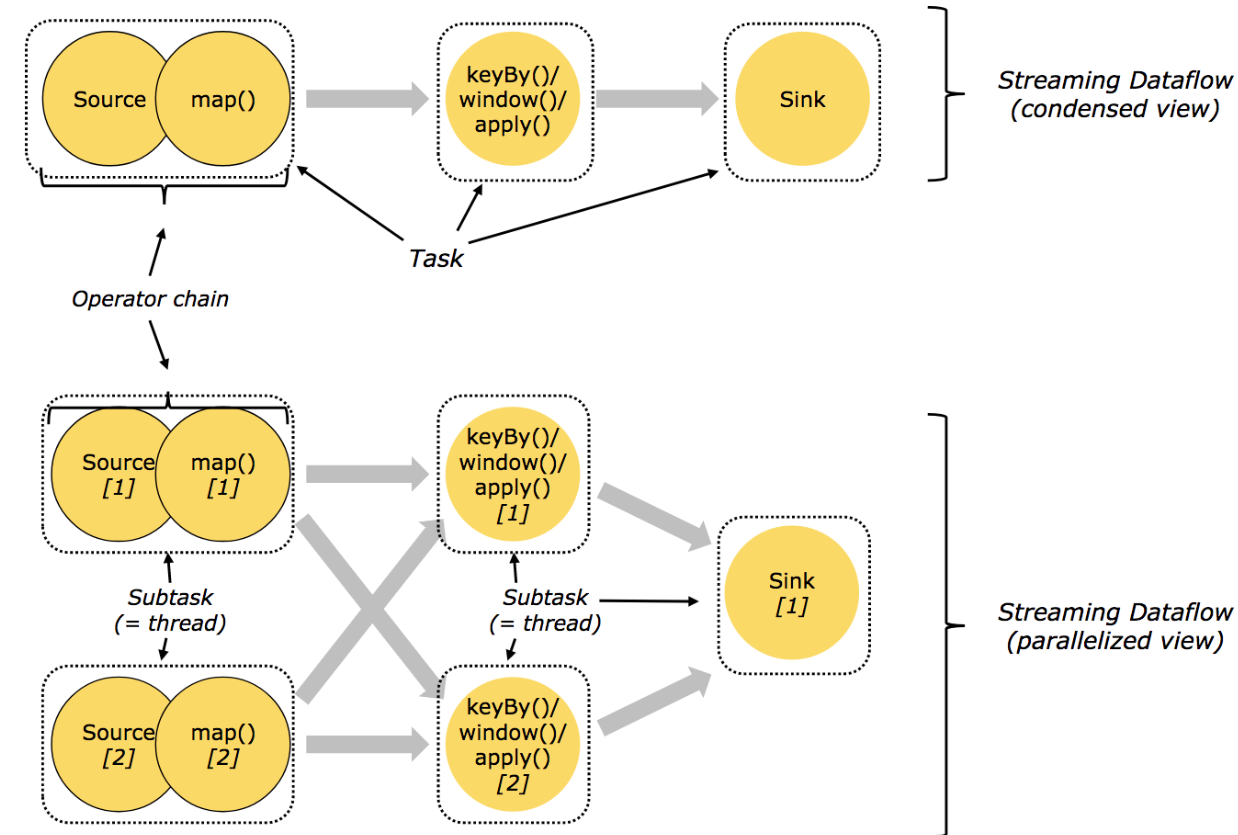 Source
map()
keyBy()/
window()/
apply()
Sink
Streaming Dataflow
(condensed view)
Task
Operator chain
Source
[1]
map()
[1]
keyBy()/
window()/
apply()
[1]
Subtask
(= thread)
Subtask
(= thread)
Sink
[1]
Streaming Dataflow
(parallelized view)
Source
[2]
map()
[2]
keyBy()/
window()/
apply()
[2]